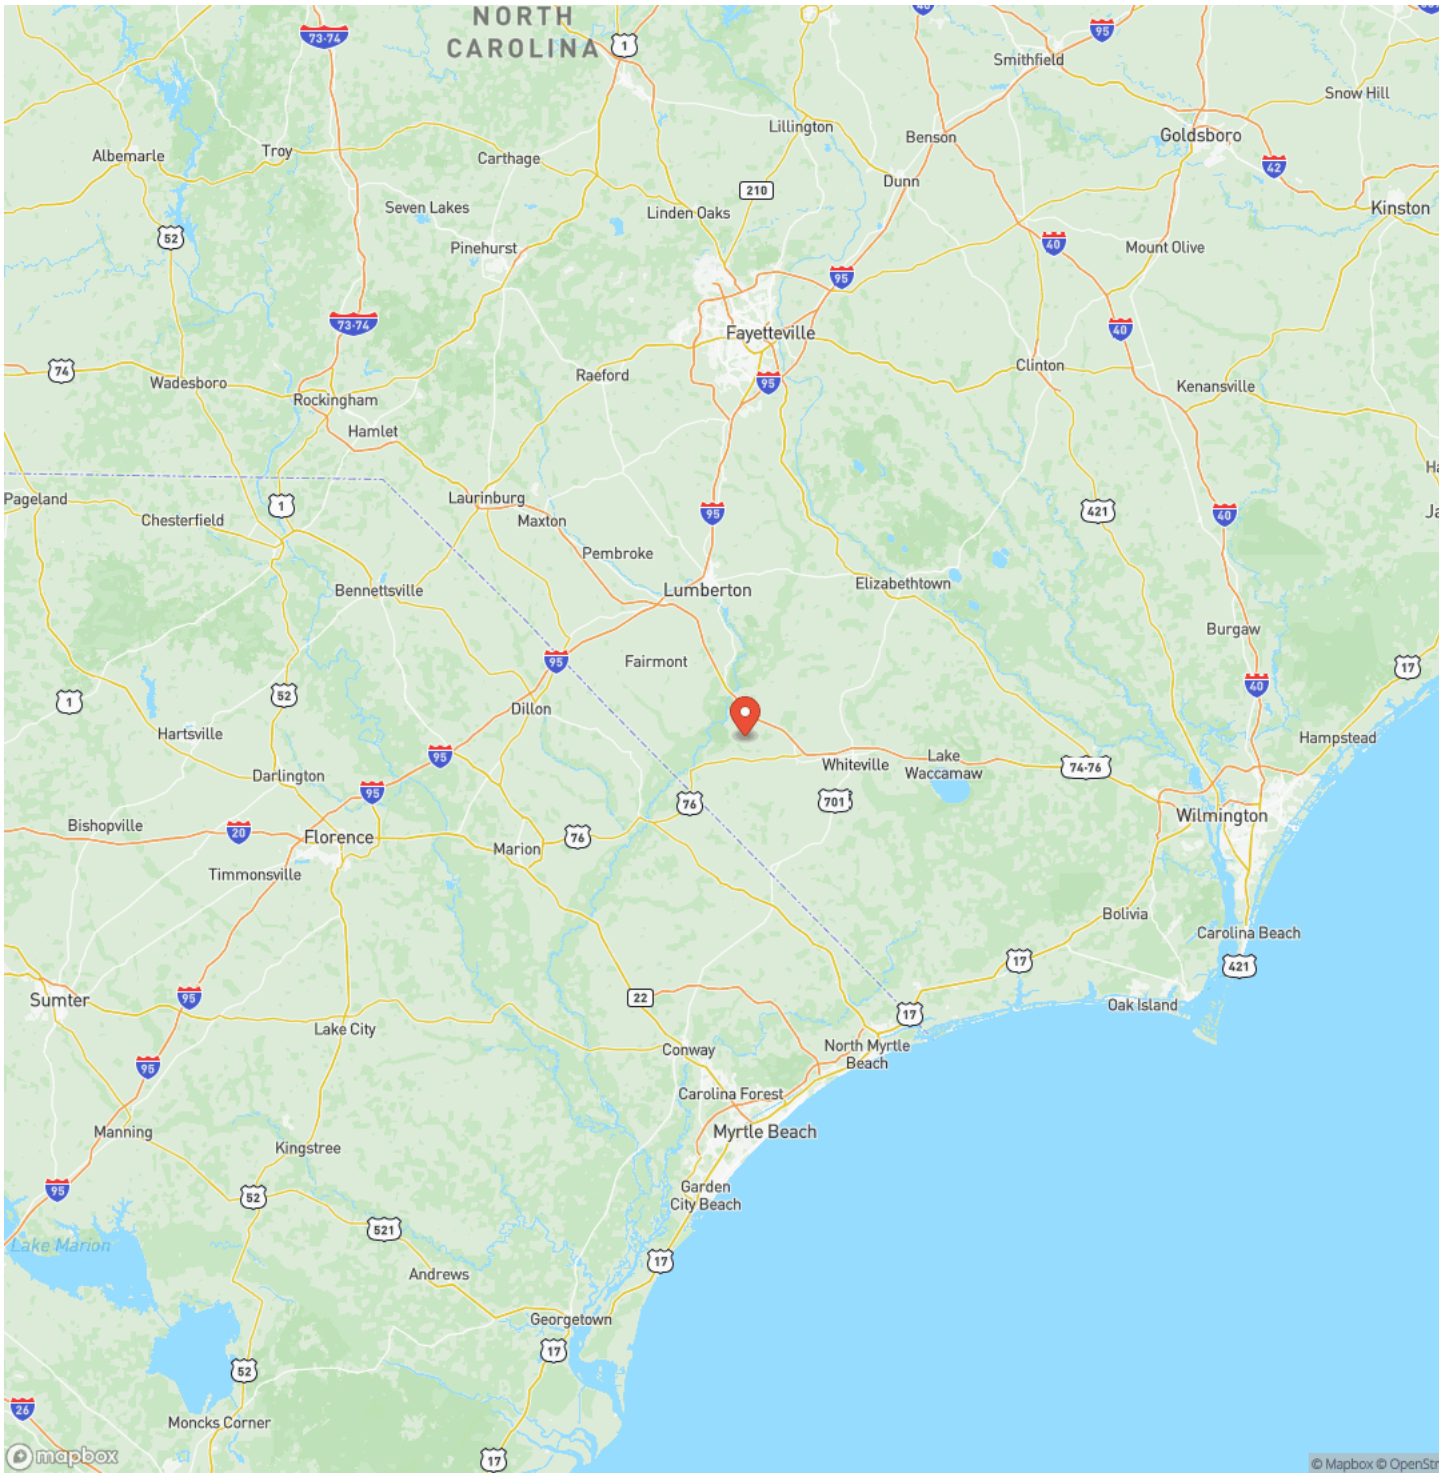 NORTH
CAROLINA
73-74
1
40
95
Smithfield
Snow Hill
Lillington
Benson
Goldsboro
Albemarle
Troy
Carthage
42
Dunn
210
Seven Lakes
Linden Oaks
Kinston
52
Pinehurst
40
Mount Olive
95
73-74
Fayetteville
40
74
Wadesboro
Raeford
95
Clinton
Kenansville
Rockingham
Hamlet
Ha
Pageland
1
Laurinburg
Chesterfield
Maxton
95
421
40
Ja
Pembroke
Bennettsville
Lumberton
Elizabethtown
Burgaw
95
Fairmont
17
1
52
40
Dillon
Hartsville
Hampstead
95
Darlington
Whiteville
Lake
Waccamaw
74-76
95
76
701
Bishopville
20
Florence
76
Wilmington
Marion
Timmonsville
Bolivia
Carolina Beach
17
421
Sumter
95
22
Oak Island
17
Lake City
95
Conway
North Myrtle
Beach
Carolina Forest
Manning
Myrtle Beach
Kingstree
95
52
Garden
City Beach
521
Lake Marion
17
Andrews
Georgetown
17
52
26
Moncks Corner
17
mapbox
© Mapbox © OpenStr